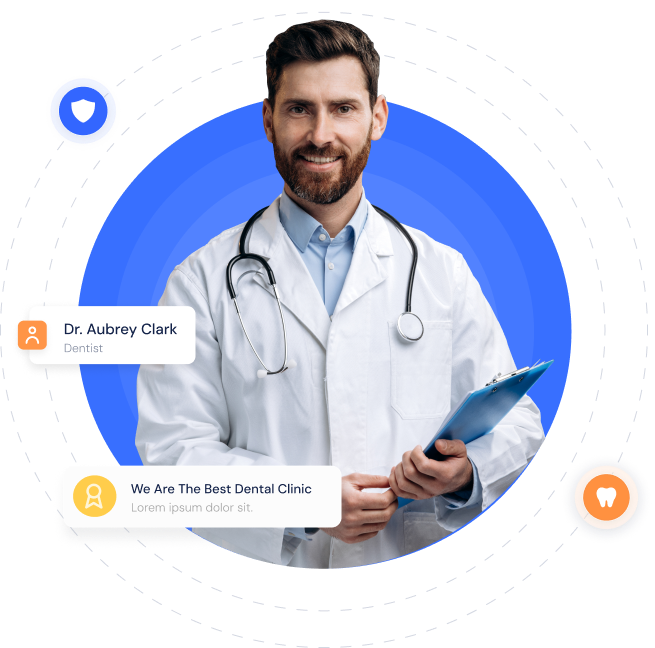 Dr. Aubrey Clark
Dentist
We Are The Best Dental Clinic
Lorem ipsum dolor sit.